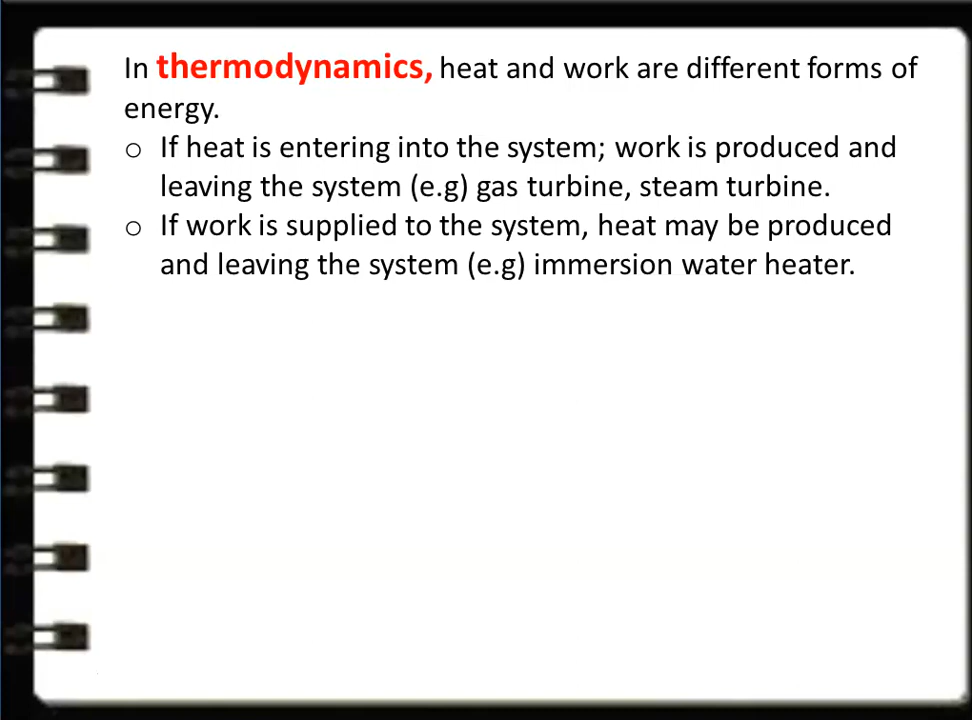 In thermodynamics, heat and work are different forms of
energy.
o If heat is entering into the system; work is produced and
leaving the system (e.g) gas turbine, steam turbine.
o If work is supplied to the system, heat may be produced
and leaving the system (e.g) immersion water heater.